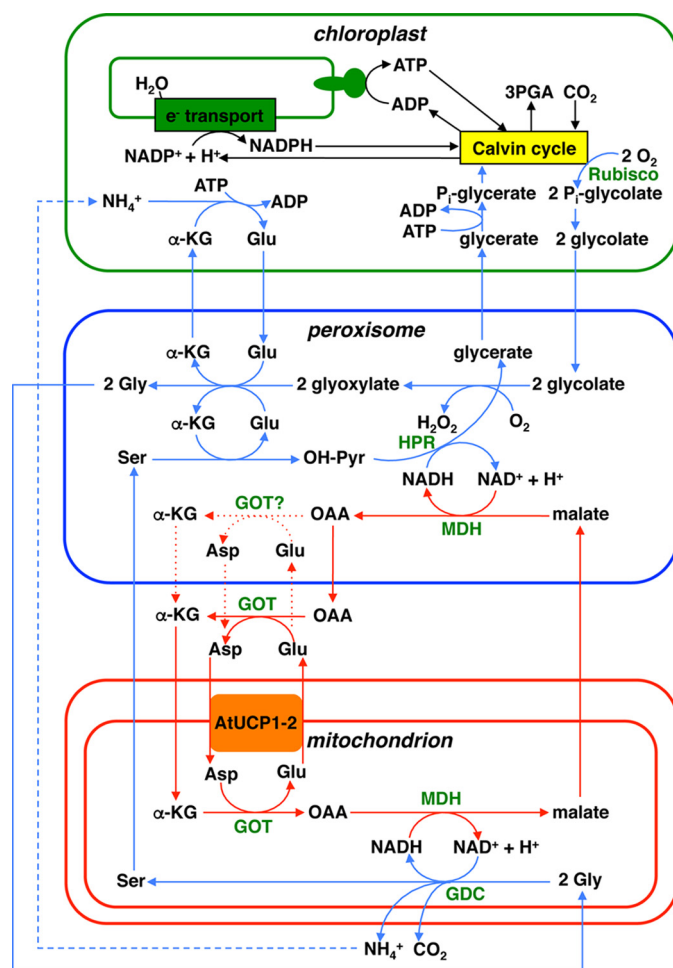 chloroplast
H₂O
ATP
e⁻ transport
ADP
3PGA CO₂
NADPH
Calvin cycle
2 O₂
NADP⁺ + H⁺
Rubisco
ATP
Pᵢ-glycerate
2 Pᵢ-glycolate
NH₄⁺
ADP
ADP
ATP
α-KG
Glu
glycerate
2 glycolate
peroxisome
α-KG
Glu
glycerate
2 Gly
2 glyoxylate
2 glycolate
α-KG
Glu
H₂O₂
O₂
HPR
Ser
OH-Pyr
NADH
NAD⁺ + H⁺
GOT?
α-KG
OAA
malate
MDH
Asp
Glu
GOT
α-KG
OAA
Asp
Glu
AtUCP1-2
mitochondrion
Asp
Glu
MDH
α-KG
OAA
malate
GOT
NADH
NAD⁺ + H⁺
Ser
2 Gly
GDC
NH₄⁺ CO₂